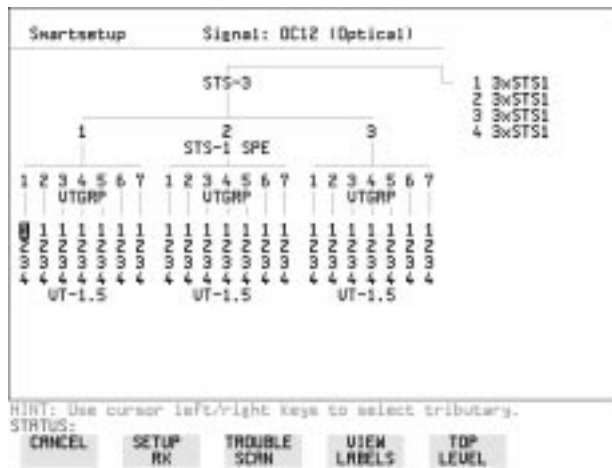 Smartsetup Signal: OC12 (Optical)
STS-3
1 3xSTS1
2 3xSTS1
3 3xSTS1
4 3xSTS1
1 2 3
STS-1 SPE
1 2 3 4 5 6 7 1 2 3 4 5 6 7 1 2 3 4 5 6 7
UTGRP UTGRP UTGRP
1 1 1 1 1 1 1 1 1 1 1 1 1 1 1 1 1 1 1 1 1
2 2 2 2 2 2 2 2 2 2 2 2 2 2 2 2 2 2 2 2 2
3 3 3 3 3 3 3 3 3 3 3 3 3 3 3 3 3 3 3 3 3
4 4 4 4 4 4 4 4 4 4 4 4 4 4 4 4 4 4 4 4 4
VT-1.5 VT-1.5 VT-1.5
HINT: Use cursor left/right keys to select tributary.
STATUS:
CANCEL SETUP RX TROUBLE SCAN VIEW LABELS TOP LEVEL